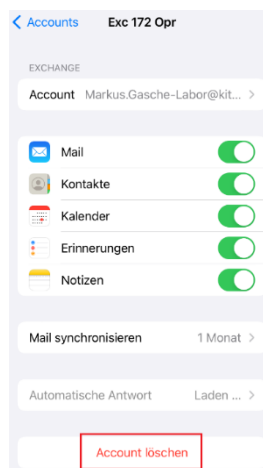 Accounts Exc 172 Opr
EXCHANGE
Account Markus.Gasche-Labor@kit...
Mail
Kontakte
Kalender
Erinnerungen
Notizen
Mail synchronisieren 1 Monat
Automatische Antwort Laden ...
Account löschen